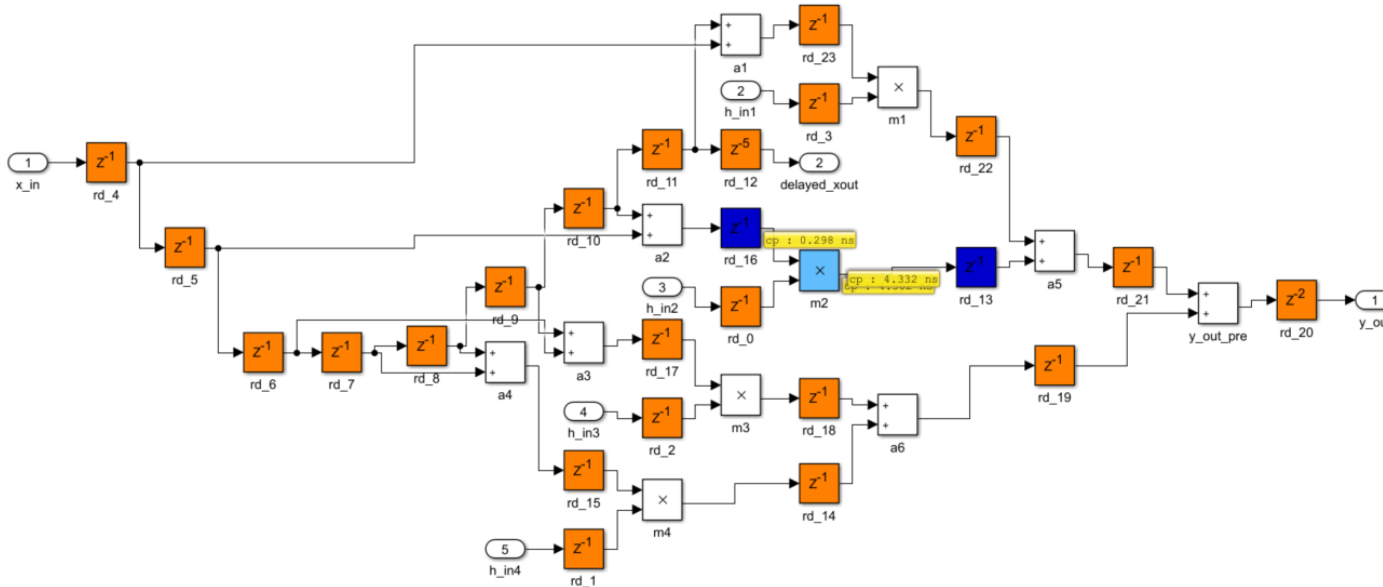 z-1
rd_23
+
+
a1
2
h_in1
z-1
rd_3
×
m1
z-1
rd_22
1
x_in
z-1
rd_4
z-1
rd_11
z-5
rd_12
2
delayed_xout
z-1
rd_10
+
+
a2
z-1
rd_16
cp : 0.298 ns
z-1
rd_5
3
h_in2
z-1
rd_0
×
m2
cp : 4.332 ns
z-1
rd_13
+
+
a5
z-1
rd_21
+
+
y_out_pre
z-2
rd_20
1
y_ou
z-1
rd_9
z-1
rd_6
z-1
rd_7
z-1
rd_8
+
+
a4
+
+
a3
z-1
rd_17
4
h_in3
z-1
rd_2
×
m3
z-1
rd_18
+
+
a6
z-1
rd_19
z-1
rd_15
×
m4
z-1
rd_14
5
h_in4
z-1
rd_1